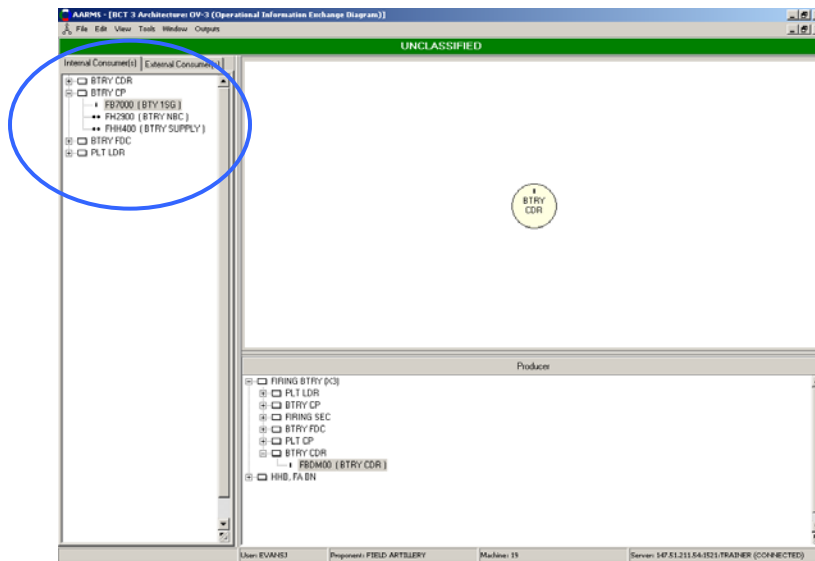 AARMS - [BCT 3 Architecture: OV-3 (Operational Information Exchange Diagram)]
File Edit View Tools Window Outputs
UNCLASSIFIED
Internal Consumer(s) External Consumer(s)
BTRY CDR
BTRY CP
FB7000 ( BTY 1SG )
FH2900 ( BTRY NBC )
FHH400 ( BTRY SUPPLY )
BTRY FDC
PLT LDR
BTRY
CDR
Producer
FIRING BTRY (X3)
PLT LDR
BTRY CP
FIRING SEC
BTRY FDC
PLT CP
BTRY CDR
FBDM00 ( BTRY CDR )
HHB, FA BN
User: EVANSJ Proponent: FIELD ARTILLERY Machine: 19 Server: 147.51.211.54:1521:TRAINER (CONNECTED)